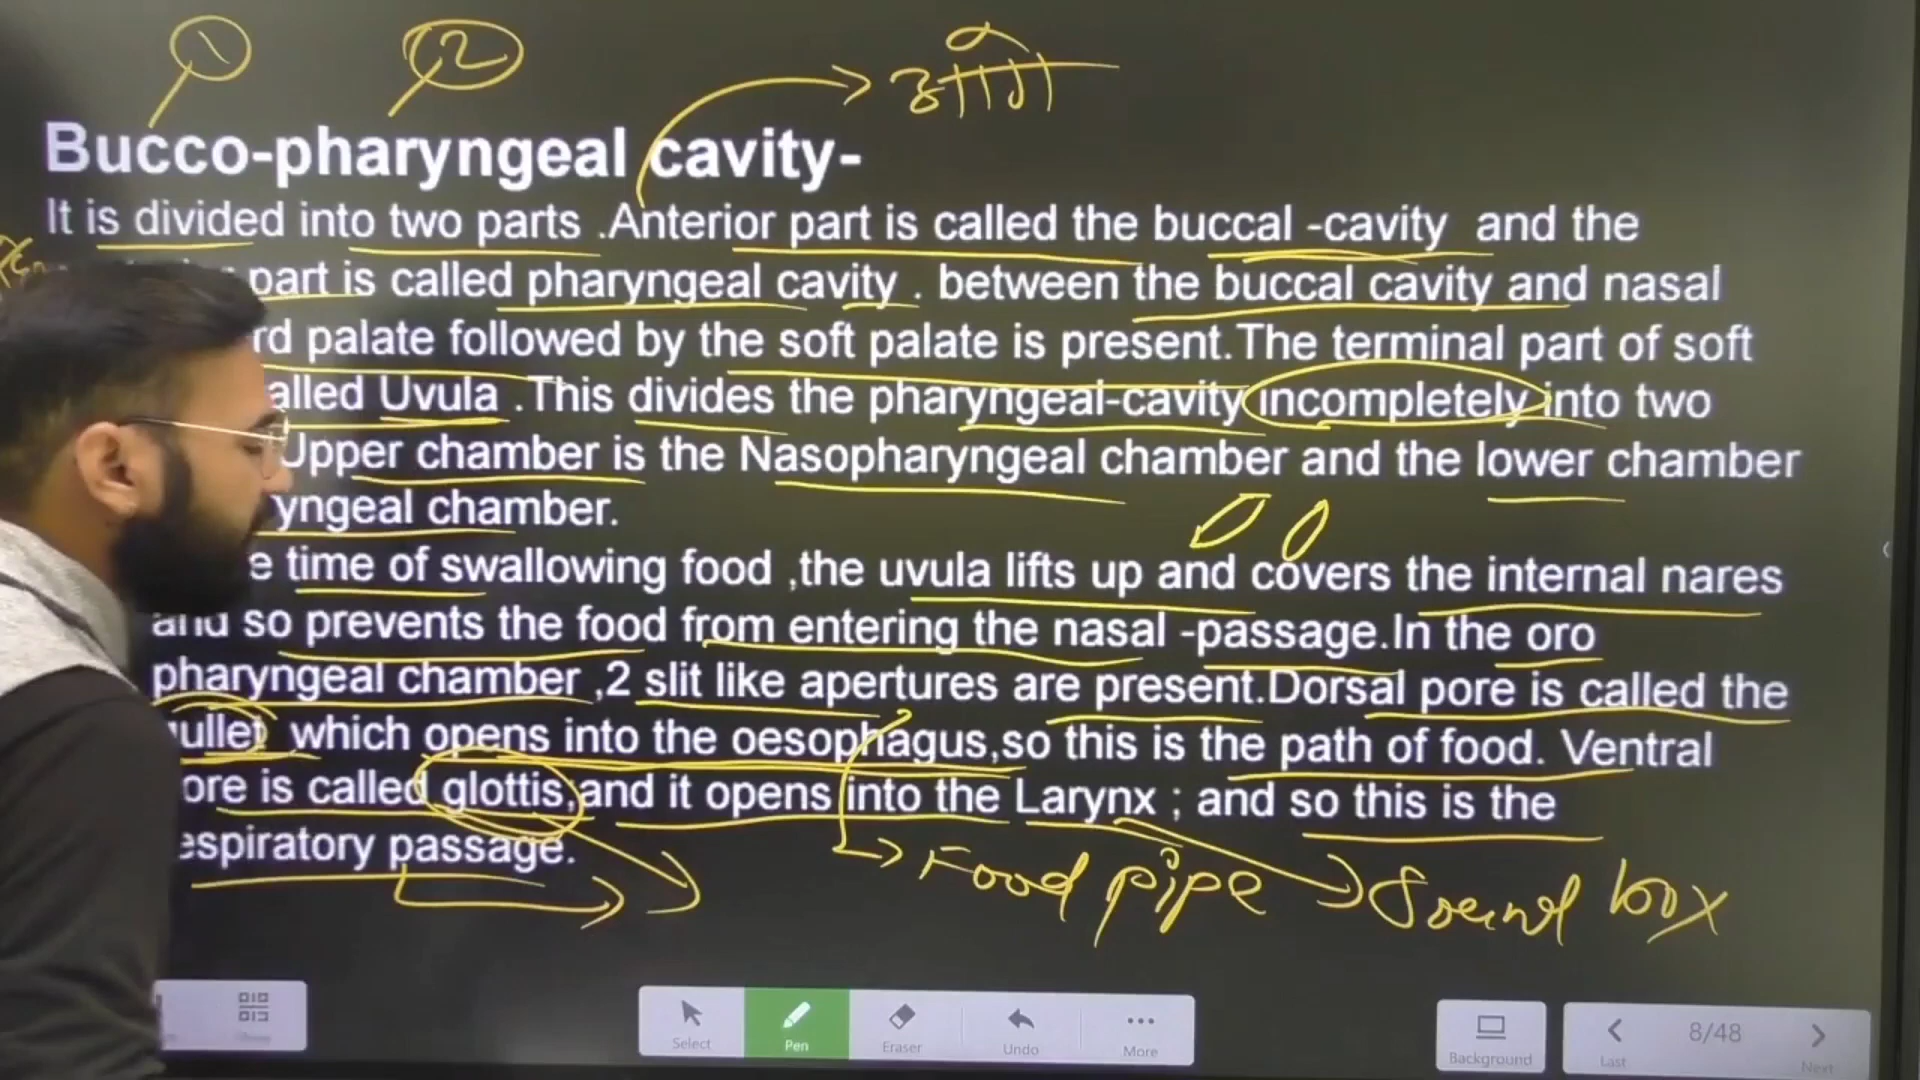 1 2 आगे
Bucco-pharyngeal cavity-
It is divided into two parts .Anterior part is called the buccal -cavity and the
part is called pharyngeal cavity . between the buccal cavity and nasal
rd palate followed by the soft palate is present.The terminal part of soft
alled Uvula .This divides the pharyngeal-cavity incompletely into two
Upper chamber is the Nasopharyngeal chamber and the lower chamber
yngeal chamber.
e time of swallowing food ,the uvula lifts up and covers the internal nares
and so prevents the food from entering the nasal -passage.In the oro
pharyngeal chamber ,2 slit like apertures are present.Dorsal pore is called the
gullet which opens into the oesophagus,so this is the path of food. Ventral
ore is called glottis,and it opens into the Larynx ; and so this is the
espiratory passage.
Food pipe Sound box
Select Pen Eraser Undo More Background Last 8/48 Next